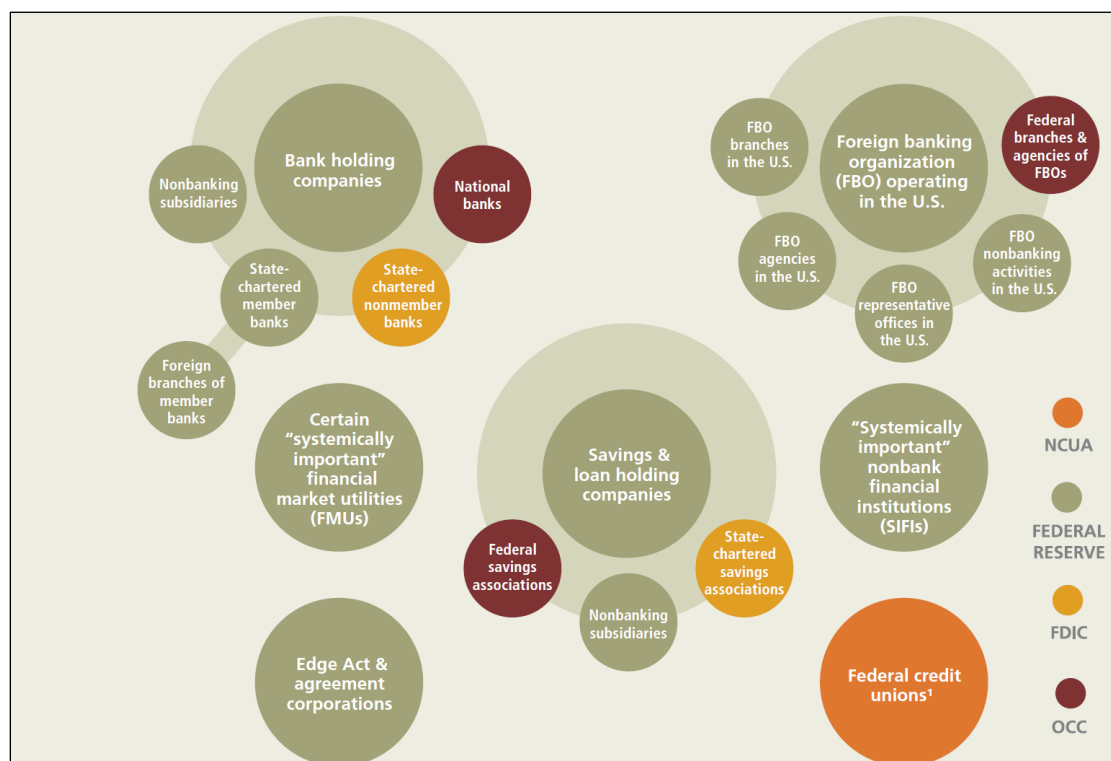 Bank holding
companies
Nonbanking
subsidiaries
National
banks
State-
chartered
member
banks
State-
chartered
nonmember
banks
Foreign
branches of
member
banks
Foreign banking
organization
(FBO) operating
in the U.S.
FBO
branches
in the U.S.
Federal
branches &
agencies of
FBOs
FBO
agencies
in the U.S.
FBO
nonbanking
activities
in the U.S.
FBO
representative
offices in
the U.S.
Certain
“systemically
important”
financial
market utilities
(FMUs)
Savings &
loan holding
companies
Federal
savings
associations
State-
chartered
savings
associations
Nonbanking
subsidiaries
“Systemically
important”
nonbank
financial
institutions
(SIFIs)
Edge Act &
agreement
corporations
Federal credit
unions¹
NCUA
FEDERAL
RESERVE
FDIC
OCC